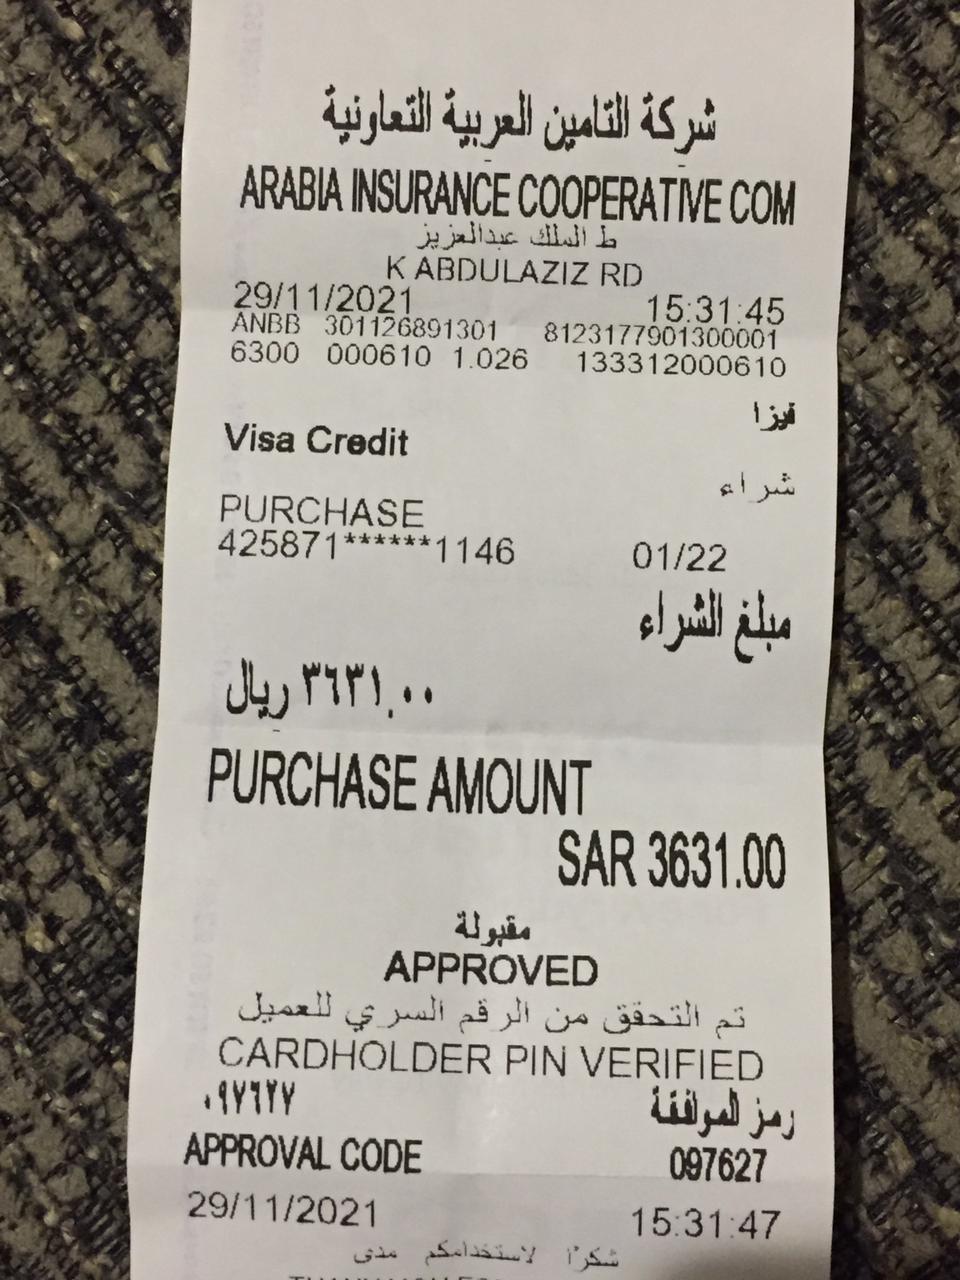 شركة التامين العربية التعاونية
ARABIA INSURANCE COOPERATIVE COM
ط الملك عبدالعزيز
K ABDULAZIZ RD
29/11/2021 15:31:45
ANBB 301126891301 8123177901300001
6300 000610 1.026 133312000610
فيزا
Visa Credit
شراء
PURCHASE
425871******1146 01/22
مبلغ الشراء
٣٦٣١.٠٠ ريال
PURCHASE AMOUNT
SAR 3631.00
مقبولة
APPROVED
تم التحقق من الرقم السري للعميل
CARDHOLDER PIN VERIFIED
رمز الموافقة ٠٩٧٦٢٧
APPROVAL CODE 097627
29/11/2021 15:31:47
شكرا لاستخدامكم مدى